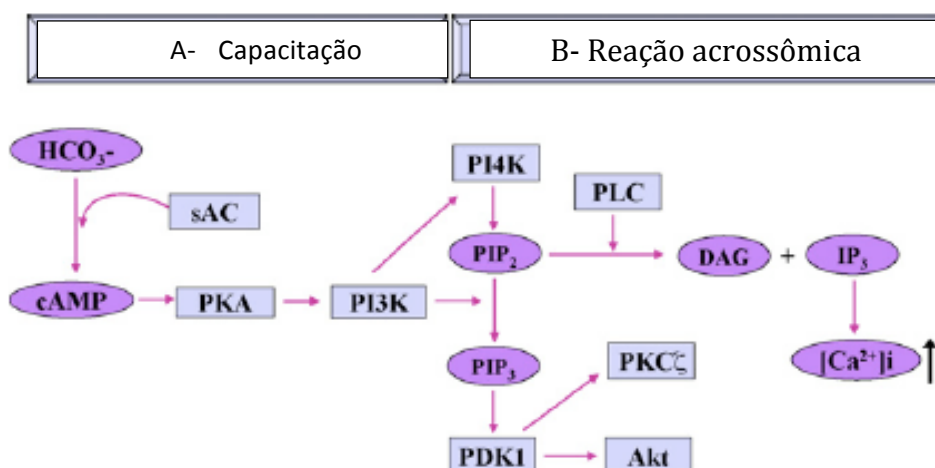 A- Capacitação
B- Reação acrossômica
HCO₃-
sAC
cAMP
PKA
PI3K
PI4K
PLC
PIP₂
DAG + IP₃
[Ca²⁺]i
PIP₃
PKCζ
PDK1
Akt